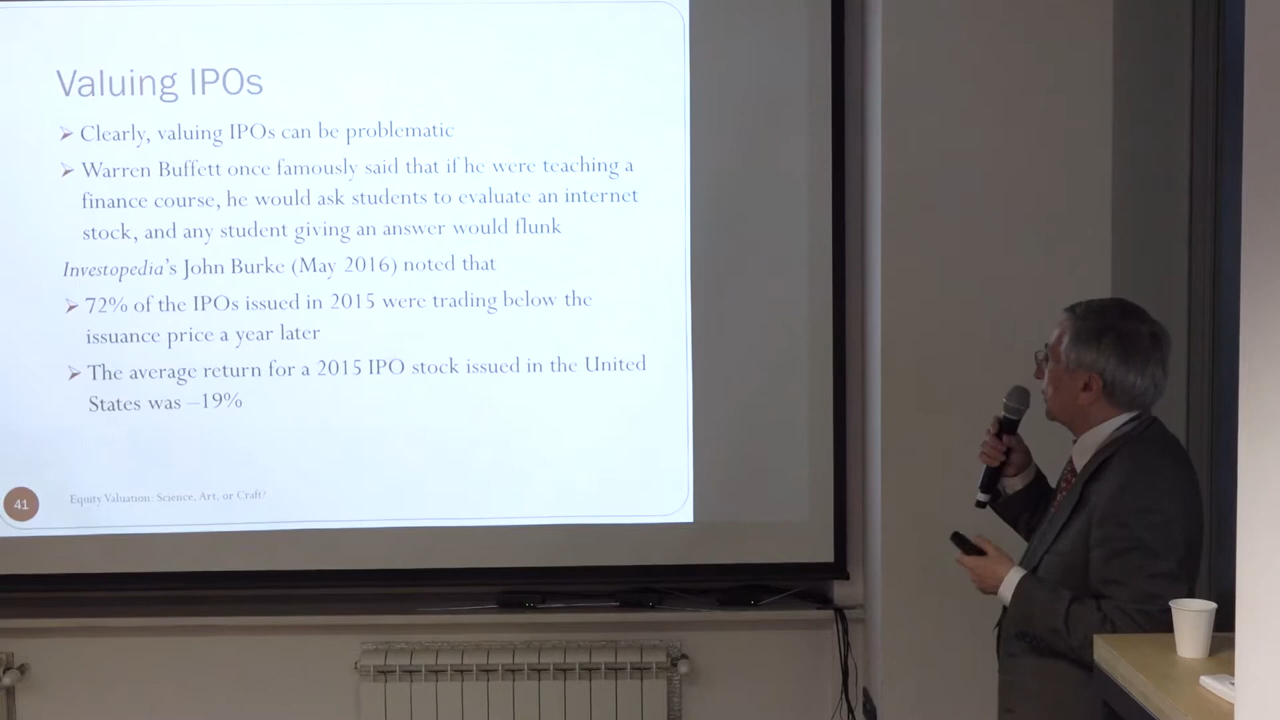 Valuing IPOs
➢ Clearly, valuing IPOs can be problematic
➢ Warren Buffett once famously said that if he were teaching a
finance course, he would ask students to evaluate an internet
stock, and any student giving an answer would flunk
Investopedia's John Burke (May 2016) noted that
➢ 72% of the IPOs issued in 2015 were trading below the
issuance price a year later
➢ The average return for a 2015 IPO stock issued in the United
States was –19%
41
Equity Valuation: Science, Art, or Craft?